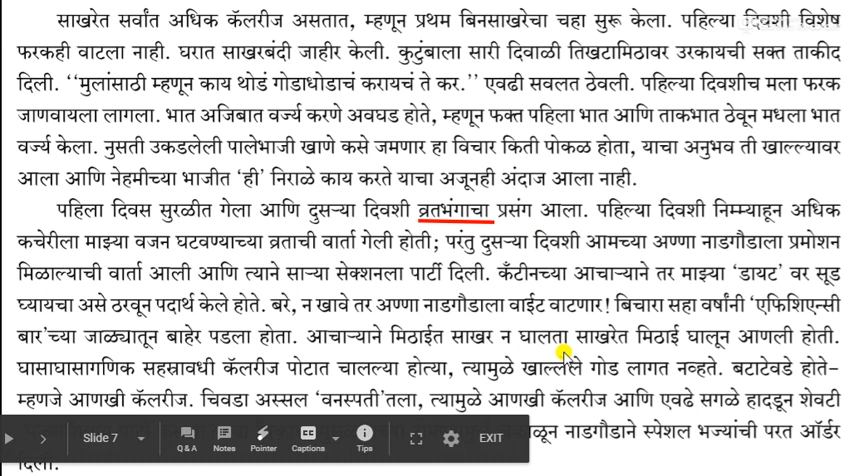 साखरेत सर्वांत अधिक कॅलरीज असतात, म्हणून प्रथम बिनसाखरेचा चहा सुरू केला. पहिल्या दिवशी विशेष
फरकही वाटला नाही. घरात साखरबंदी जाहीर केली. कुटुंबाला सारी दिवाळी तिखटामिठावर उरकायची सक्त ताकीद
दिली. “मुलांसाठी म्हणून काय थोडं गोडाधोडाचं करायचं ते कर.” एवढी सवलत ठेवली. पहिल्या दिवशीच मला फरक
जाणवायला लागला. भात अजिबात वर्ज्य करणे अवघड होते, म्हणून फक्त पहिला भात आणि ताकभात ठेवून मधला भात
वर्ज्य केला. नुसती उकडलेली पालेभाजी खाणे कसे जमणार हा विचार किती पोकळ होता, याचा अनुभव ती खाल्ल्यावर
आला आणि नेहमीच्या भाजीत ‘ही’ निराळे काय करते याचा अजूनही अंदाज आला नाही.
पहिला दिवस सुरळीत गेला आणि दुसऱ्या दिवशी व्रतभंगाचा प्रसंग आला. पहिल्या दिवशी निम्म्याहून अधिक
कचेरीला माझ्या वजन घटवण्याच्या व्रताची वार्ता गेली होती; परंतु दुसऱ्या दिवशी आमच्या अण्णा नाडगौडाला प्रमोशन
मिळाल्याची वार्ता आली आणि त्याने साऱ्या सेक्शनला पार्टी दिली. कँटीनच्या आचाऱ्याने तर माझ्या ‘डायट’ वर सूड
घ्यायचा असे ठरवून पदार्थ केले होते. बरे, न खावे तर अण्णा नाडगौडाला वाईट वाटणार! बिचारा सहा वर्षांनी ‘एफिशिएन्सी
बार’च्या जाळ्यातून बाहेर पडला होता. आचाऱ्याने मिठाईत साखर न घालता साखरेत मिठाई घालून आणली होती.
घासाघासागणिक सहस्रावधी कॅलरीज पोटात चालल्या होत्या, त्यामुळे खाल्लेले गोड लागत नव्हते. बटाटेवडे होते–
म्हणजे आणखी कॅलरीज. चिवडा अस्सल ‘वनस्पती’तला, त्यामुळे आणखी कॅलरीज आणि एवढे सगळे हादडून शेवटी
नाडगौडाने स्पेशल भज्यांची परत ऑर्डर
दिली.
Slide 7
Q & A
Notes
Pointer
Captions
Tips
EXIT